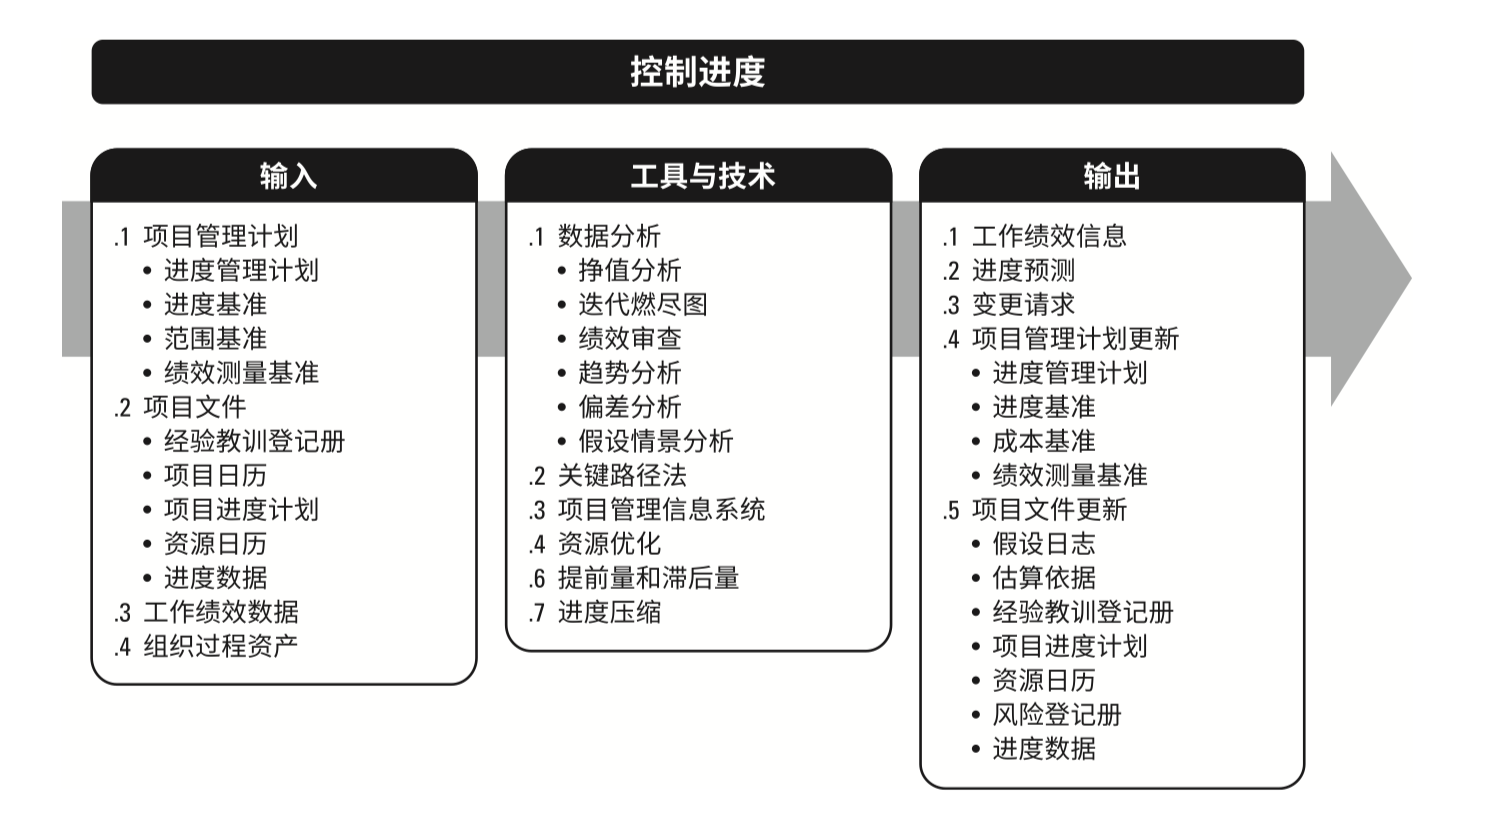 控制进度
输入
.1 项目管理计划
• 进度管理计划
• 进度基准
• 范围基准
• 绩效测量基准
.2 项目文件
• 经验教训登记册
• 项目日历
• 项目进度计划
• 资源日历
• 进度数据
.3 工作绩效数据
.4 组织过程资产
工具与技术
.1 数据分析
• 挣值分析
• 迭代燃尽图
• 绩效审查
• 趋势分析
• 偏差分析
• 假设情景分析
.2 关键路径法
.3 项目管理信息系统
.4 资源优化
.6 提前量和滞后量
.7 进度压缩
输出
.1 工作绩效信息
.2 进度预测
.3 变更请求
.4 项目管理计划更新
• 进度管理计划
• 进度基准
• 成本基准
• 绩效测量基准
.5 项目文件更新
• 假设日志
• 估算依据
• 经验教训登记册
• 项目进度计划
• 资源日历
• 风险登记册
• 进度数据